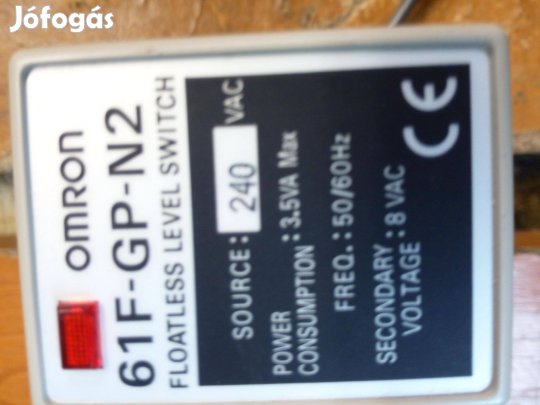 Jófogás
OMRON
61F-GP-N2
FLOATLESS LEVEL SWITCH
SOURCE: 240 VAC
POWER
CONSUMPTION: 3.5VA Max
FREQ.: 50/60Hz
SECONDARY
VOLTAGE: 8 VAC
CE